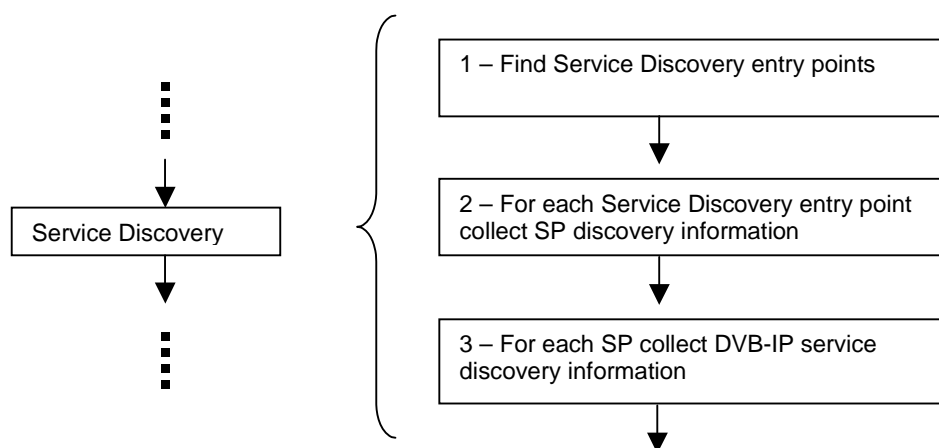 Service Discovery
1 – Find Service Discovery entry points
2 – For each Service Discovery entry point
collect SP discovery information
3 – For each SP collect DVB-IP service
discovery information